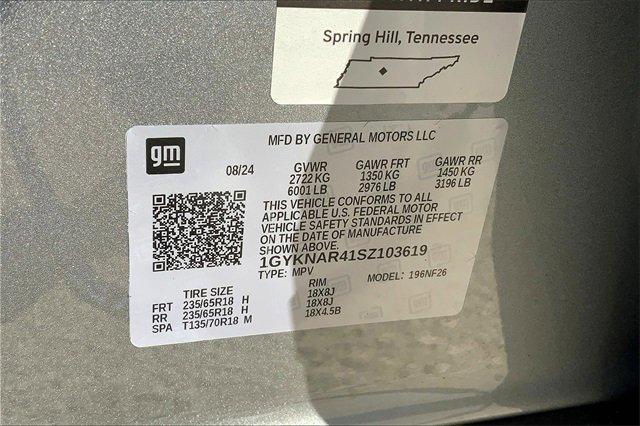 Spring Hill, Tennessee
gm
MFD BY GENERAL MOTORS LLC
08/24 GVWR GAWR FRT GAWR RR
2722 KG 1350 KG 1450 KG
6001 LB 2976 LB 3196 LB
THIS VEHICLE CONFORMS TO ALL
APPLICABLE U.S. FEDERAL MOTOR
VEHICLE SAFETY STANDARDS IN EFFECT
ON THE DATE OF MANUFACTURE
SHOWN ABOVE.
1GYKNAR41SZ103619
TYPE: MPV MODEL: 196NF26
TIRE SIZE RIM
FRT 235/65R18 H 18X8J
RR 235/65R18 H 18X8J
SPA T135/70R18 M 18X4.5B